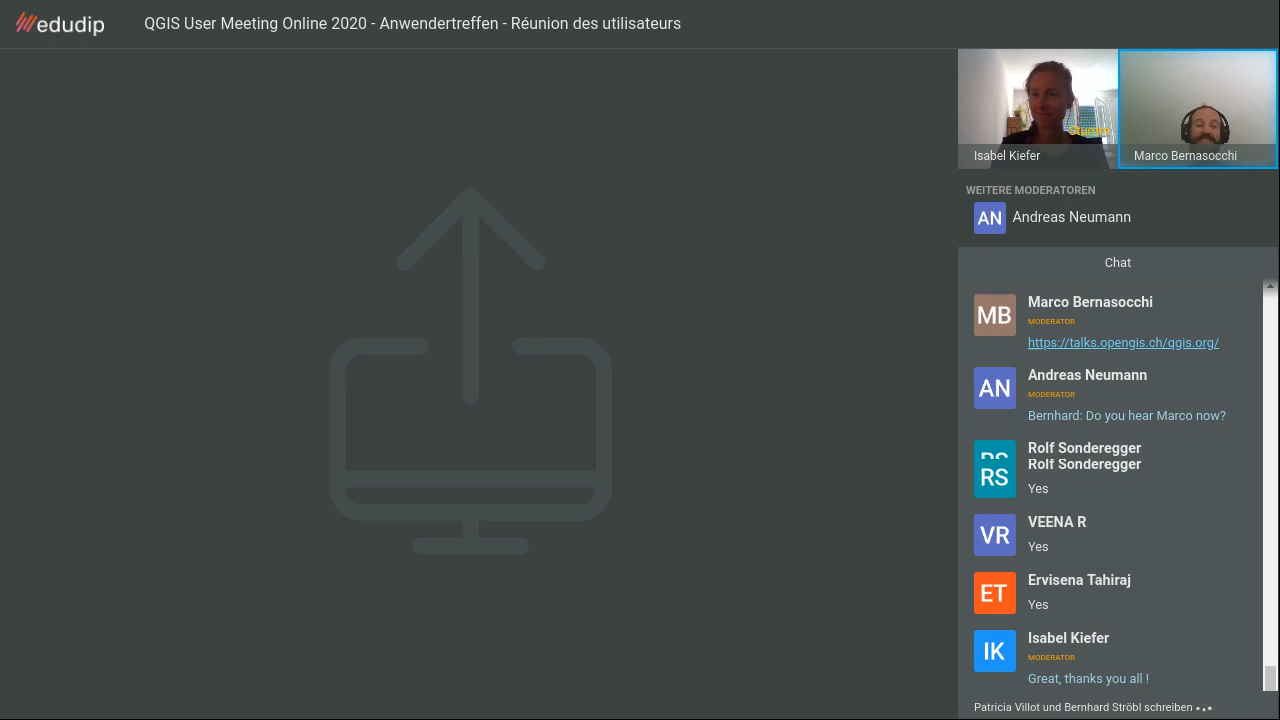 edudip
QGIS User Meeting Online 2020 - Anwendertreffen - Réunion des utilisateurs
Stumm
Isabel Kiefer
Marco Bernasocchi
WEITERE MODERATOREN
AN
Andreas Neumann
Chat
MB
Marco Bernasocchi
MODERATOR
https://talks.opengis.ch/qgis.org/
AN
Andreas Neumann
MODERATOR
Bernhard: Do you hear Marco now?
RS
Rolf Sonderegger
Rolf Sonderegger
RS
Yes
VR
VEENA R
Yes
ET
Ervisena Tahiraj
Yes
IK
Isabel Kiefer
MODERATOR
Great, thanks you all !
Patricia Villot und Bernhard Ströbl schreiben